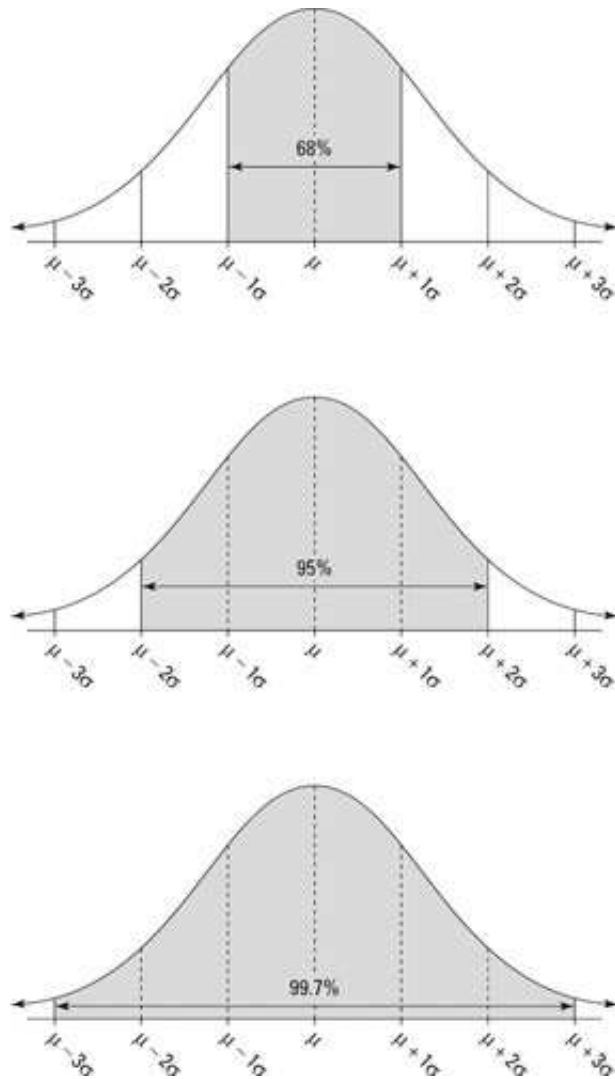 68%
μ – 3σ μ – 2σ μ – 1σ μ μ + 1σ μ + 2σ μ + 3σ
95%
μ – 3σ μ – 2σ μ – 1σ μ μ + 1σ μ + 2σ μ + 3σ
99.7%
μ – 3σ μ – 2σ μ – 1σ μ μ + 1σ μ + 2σ μ + 3σ